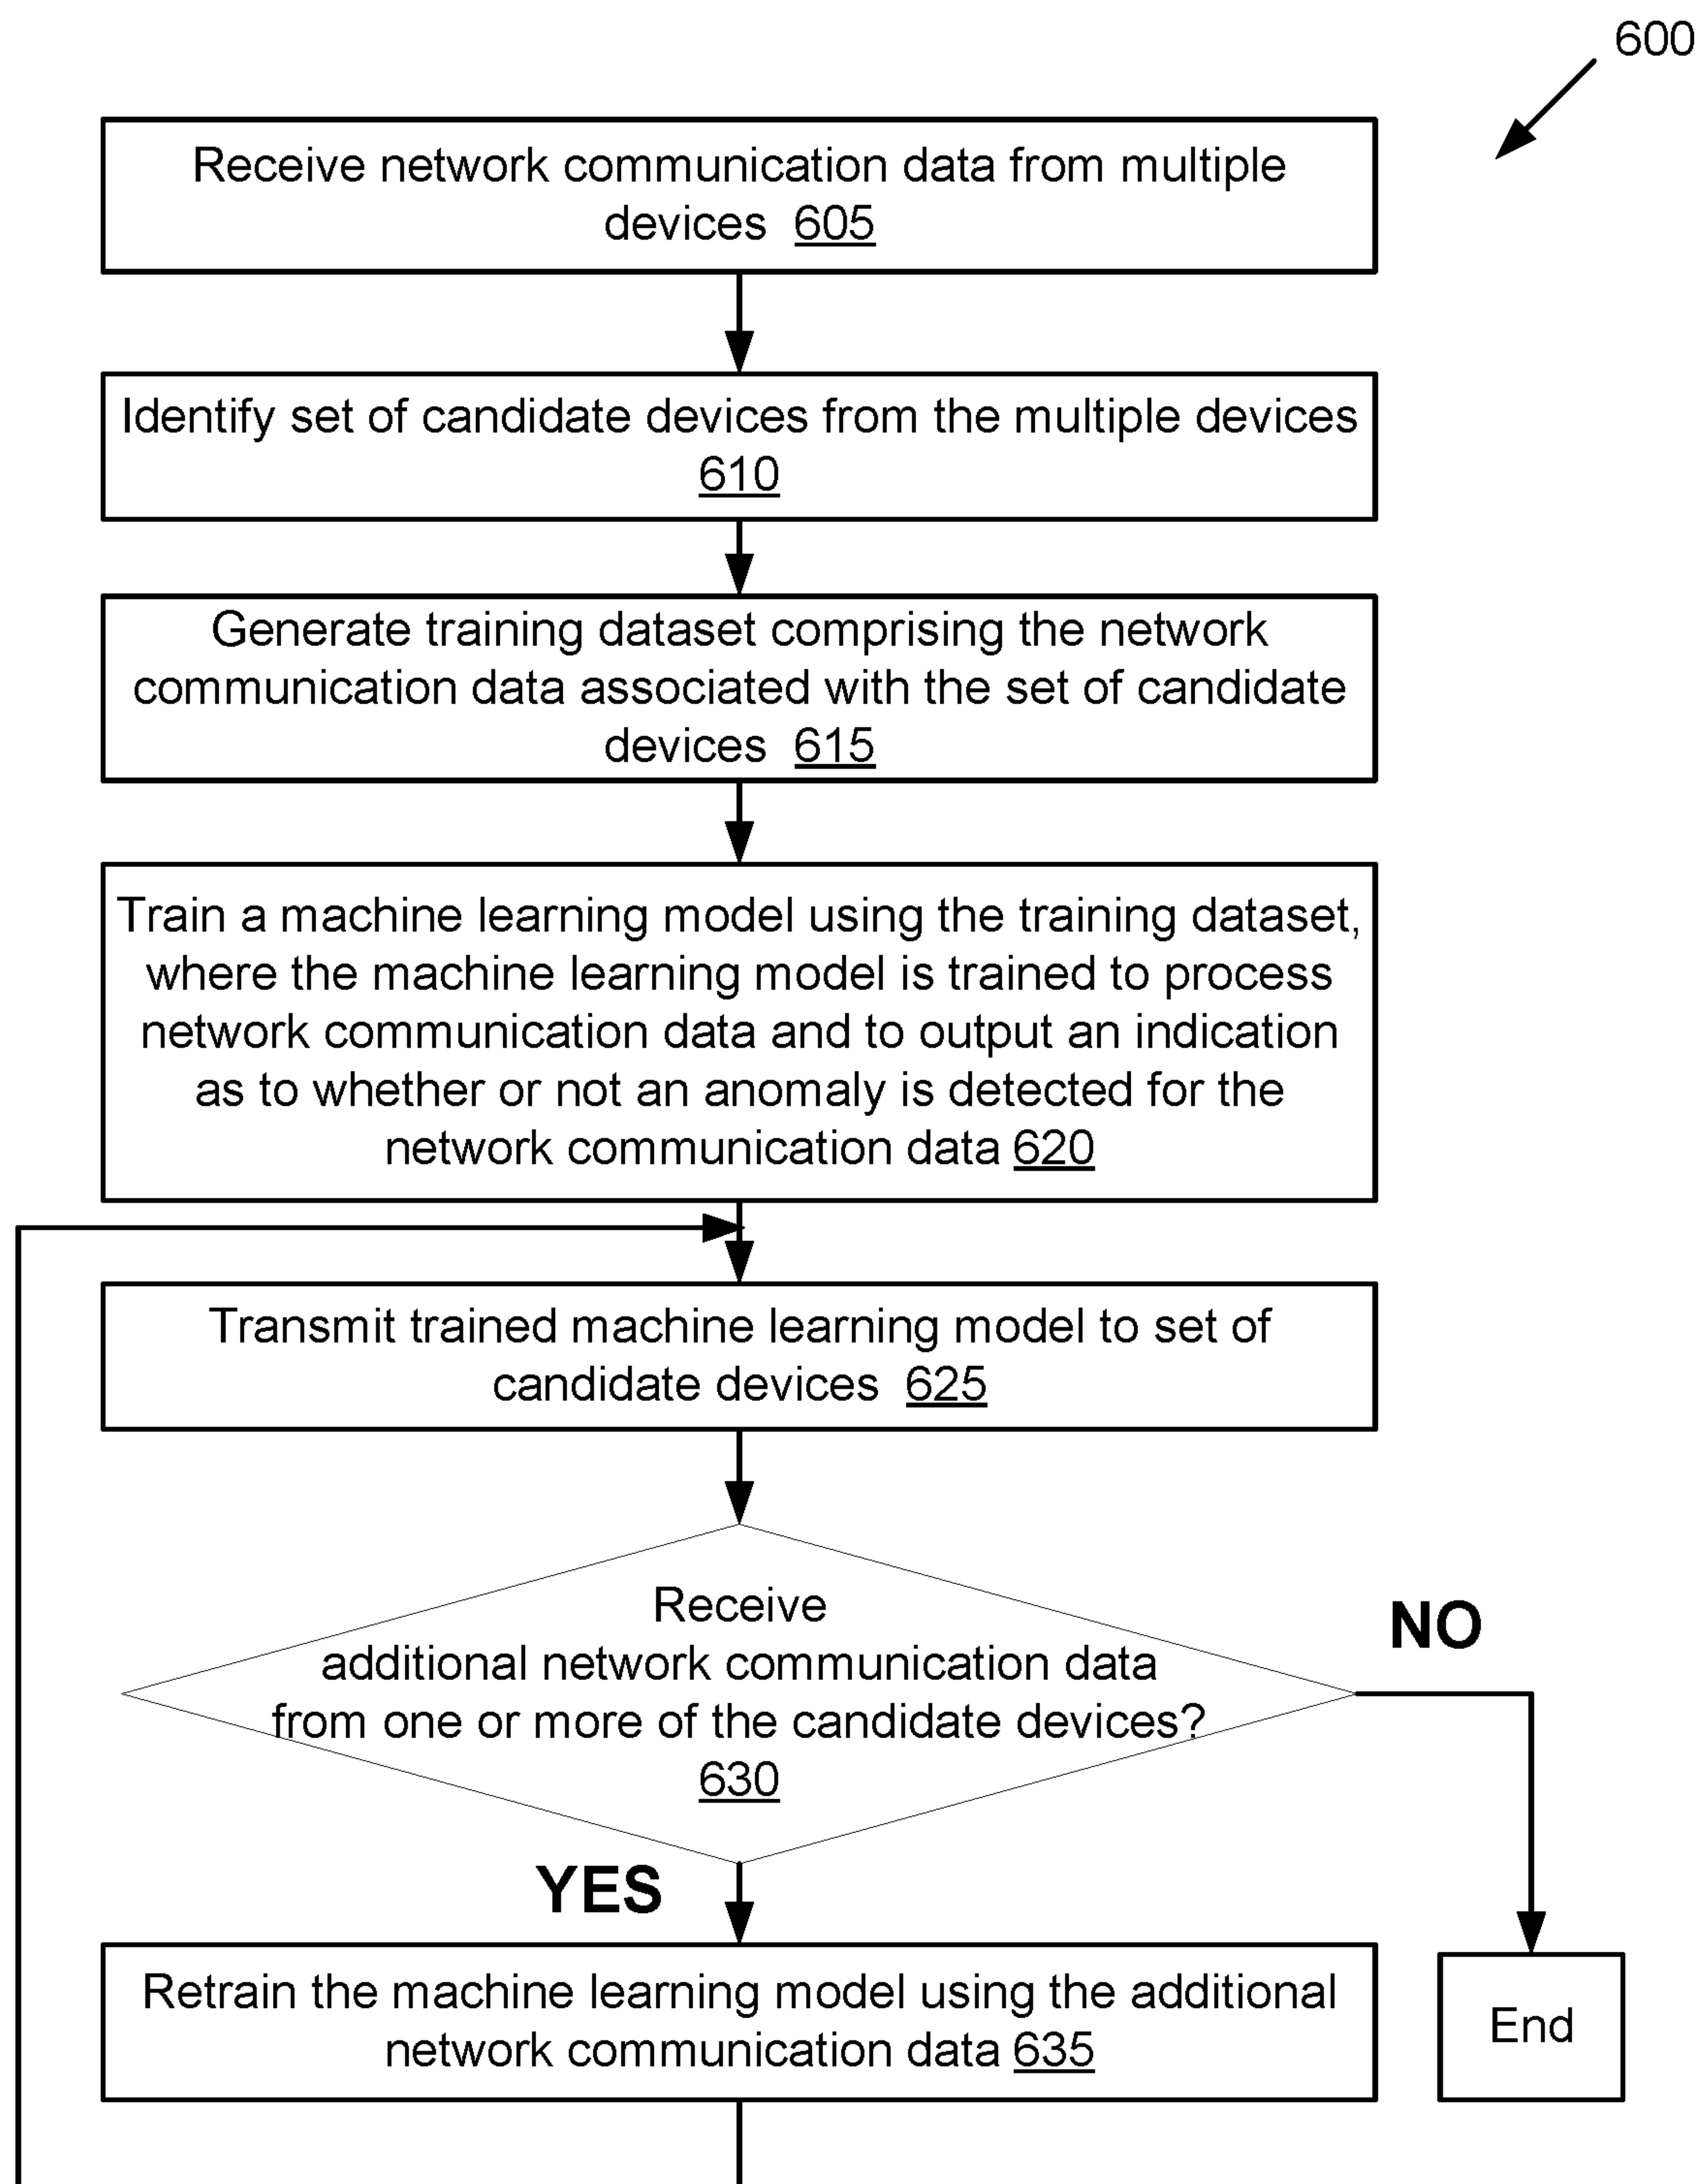 600
Receive network communication data from multiple
devices 605
Identify set of candidate devices from the multiple devices
610
Generate training dataset comprising the network
communication data associated with the set of candidate
devices 615
Train a machine learning model using the training dataset,
where the machine learning model is trained to process
network communication data and to output an indication
as to whether or not an anomaly is detected for the
network communication data 620
Transmit trained machine learning model to set of
candidate devices 625
Receive
additional network communication data
from one or more of the candidate devices?
630
NO
YES
Retrain the machine learning model using the additional
network communication data 635
End